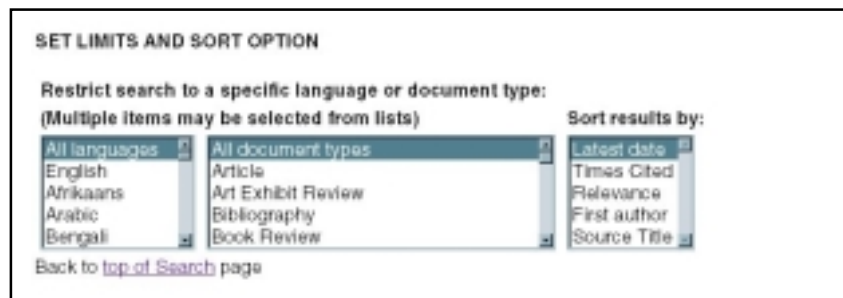 SET LIMITS AND SORT OPTION
Restrict search to a specific language or document type:
(Multiple items may be selected from lists) Sort results by:
All languages All document types Latest date
English Article Times Cited
Afrikaans Art Exhibit Review Relevance
Arabic Bibliography First author
Bengali Book Review Source Title
Back to top of Search page